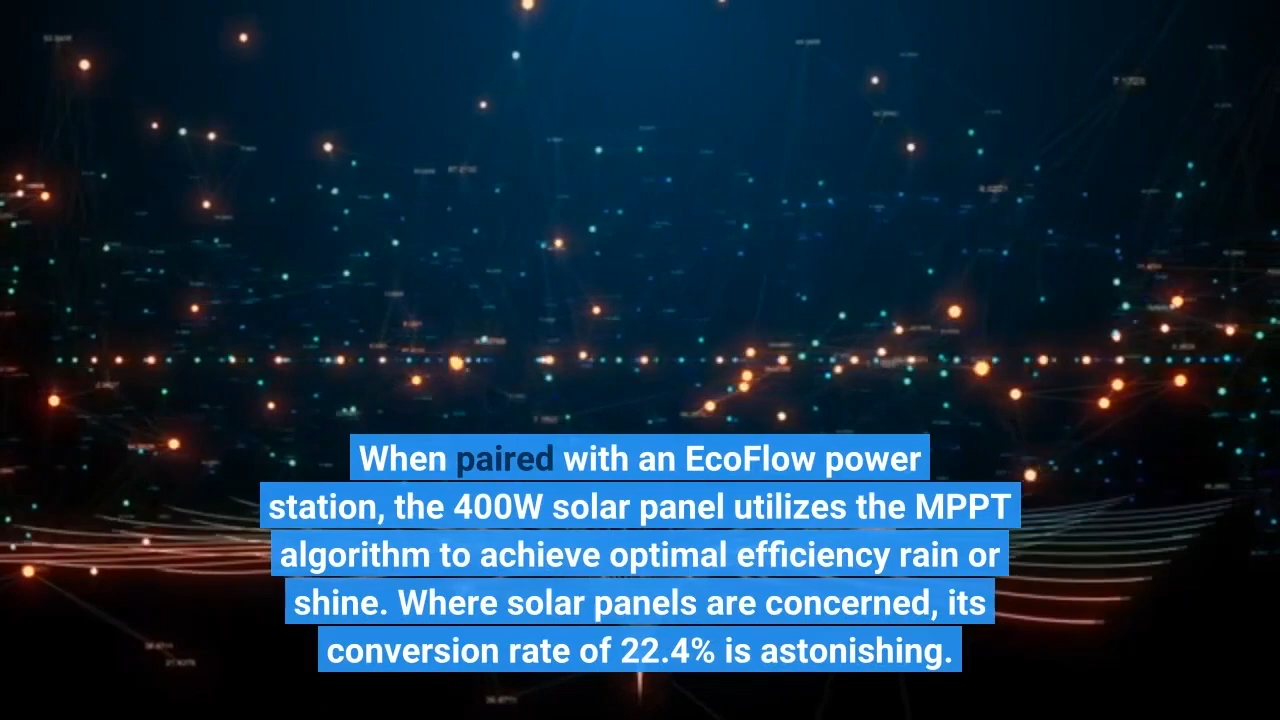 When paired with an EcoFlow power
station, the 400W solar panel utilizes the MPPT
algorithm to achieve optimal efficiency rain or
shine. Where solar panels are concerned, its
conversion rate of 22.4% is astonishing.